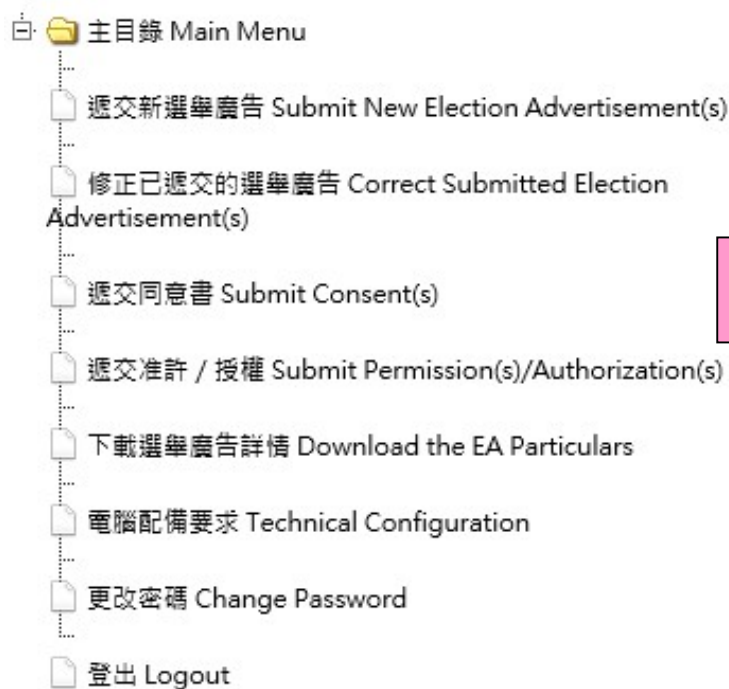 主目錄 Main Menu
遞交新選舉廣告 Submit New Election Advertisement(s)
修正已遞交的選舉廣告 Correct Submitted Election
Advertisement(s)
遞交同意書 Submit Consent(s)
遞交准許 / 授權 Submit Permission(s)/Authorization(s)
下載選舉廣告詳情 Download the EA Particulars
電腦配備要求 Technical Configuration
更改密碼 Change Password
登出 Logout